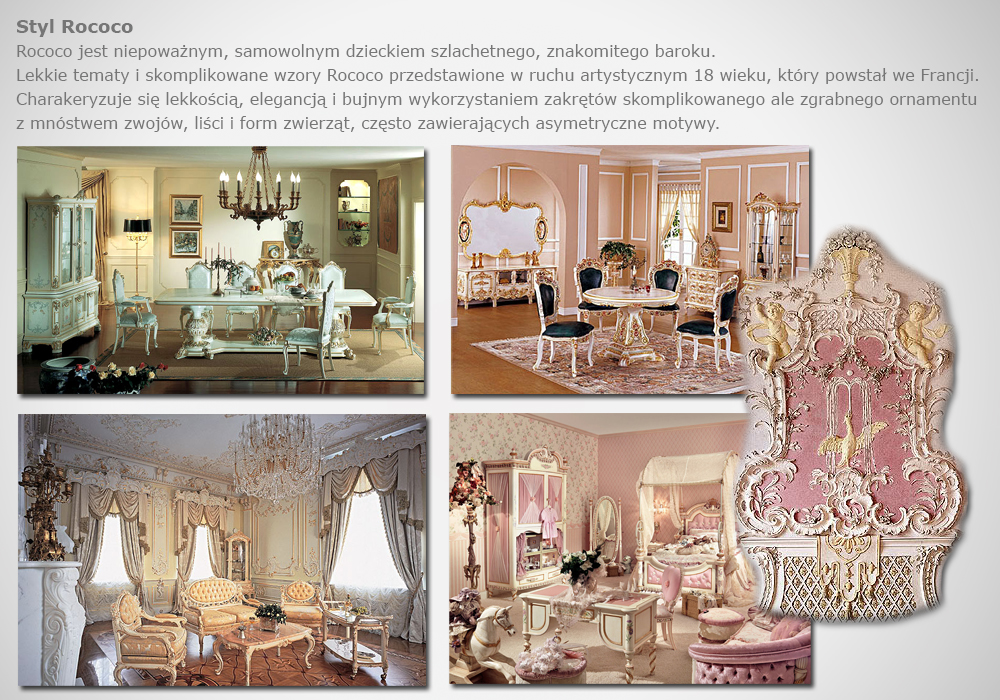 Styl Rococo
Rococo jest niepoważnym, samowolnym dzieckiem szlachetnego, znakomitego baroku.
Lekkie tematy i skomplikowane wzory Rococo przedstawione w ruchu artystycznym 18 wieku, który powstał we Francji.
Charakeryzuje się lekkością, elegancją i bujnym wykorzystaniem zakrętów skomplikowanego ale zgrabnego ornamentu
z mnóstwem zwojów, liści i form zwierząt, często zawierających asymetryczne motywy.